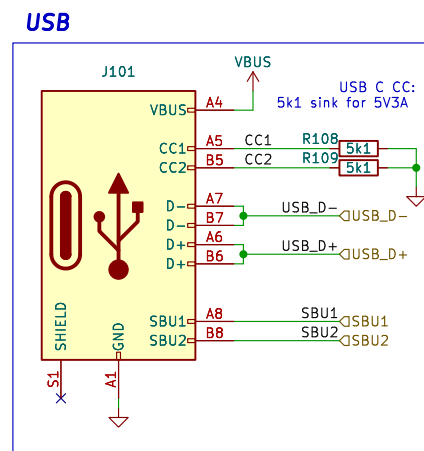 USB
J101
VBUS
USB C CC:
5k1 sink for 5V3A
VBUS A4
CC1 A5 CC1 R108 5k1
CC2 B5 CC2 R109 5k1
D- A7
D- B7 USB_D- USB_D-
D+ A6
D+ B6 USB_D+ USB_D+
SBU1 A8 SBU1 SBU1
SBU2 B8 SBU2 SBU2
SHIELD
GND
S1
A1